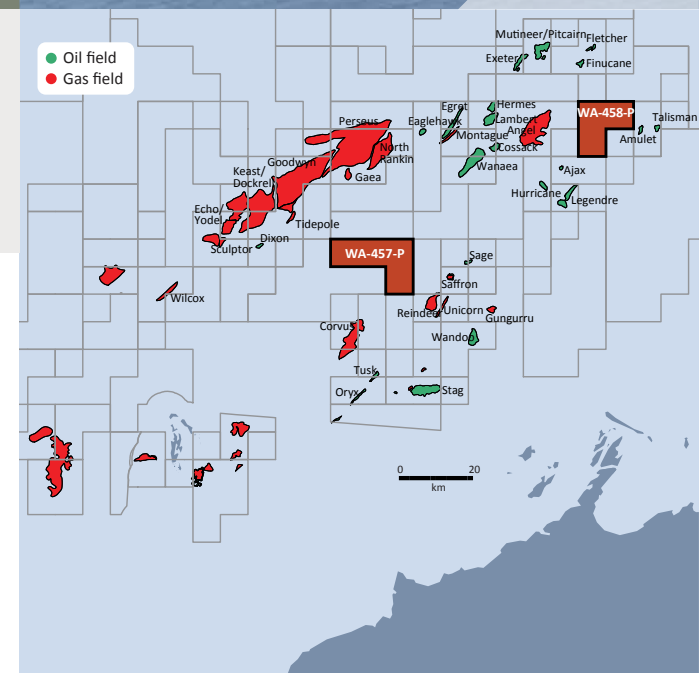 Oil field
Gas field
Mutineer/Pitcairn
Fletcher
Exeter
Finucane
Egret
Hermes
WA-458-P
Perseus
Eaglehawk
Lambert
Talisman
Angel
Montague
Amulet
North
Rankin
Cossack
Goodwyn
Wanaea
Keast/
Dockrel
Gaea
Ajax
Hurricane
Legendre
Echo/
Yodel
Tidepole
Dixon
Sculptor
WA-457-P
Sage
Saffron
Wilcox
Reindeer
Unicorn
Gungurru
Corvus
Wandoo
Tusk
Oryx
Stag
0 20
km